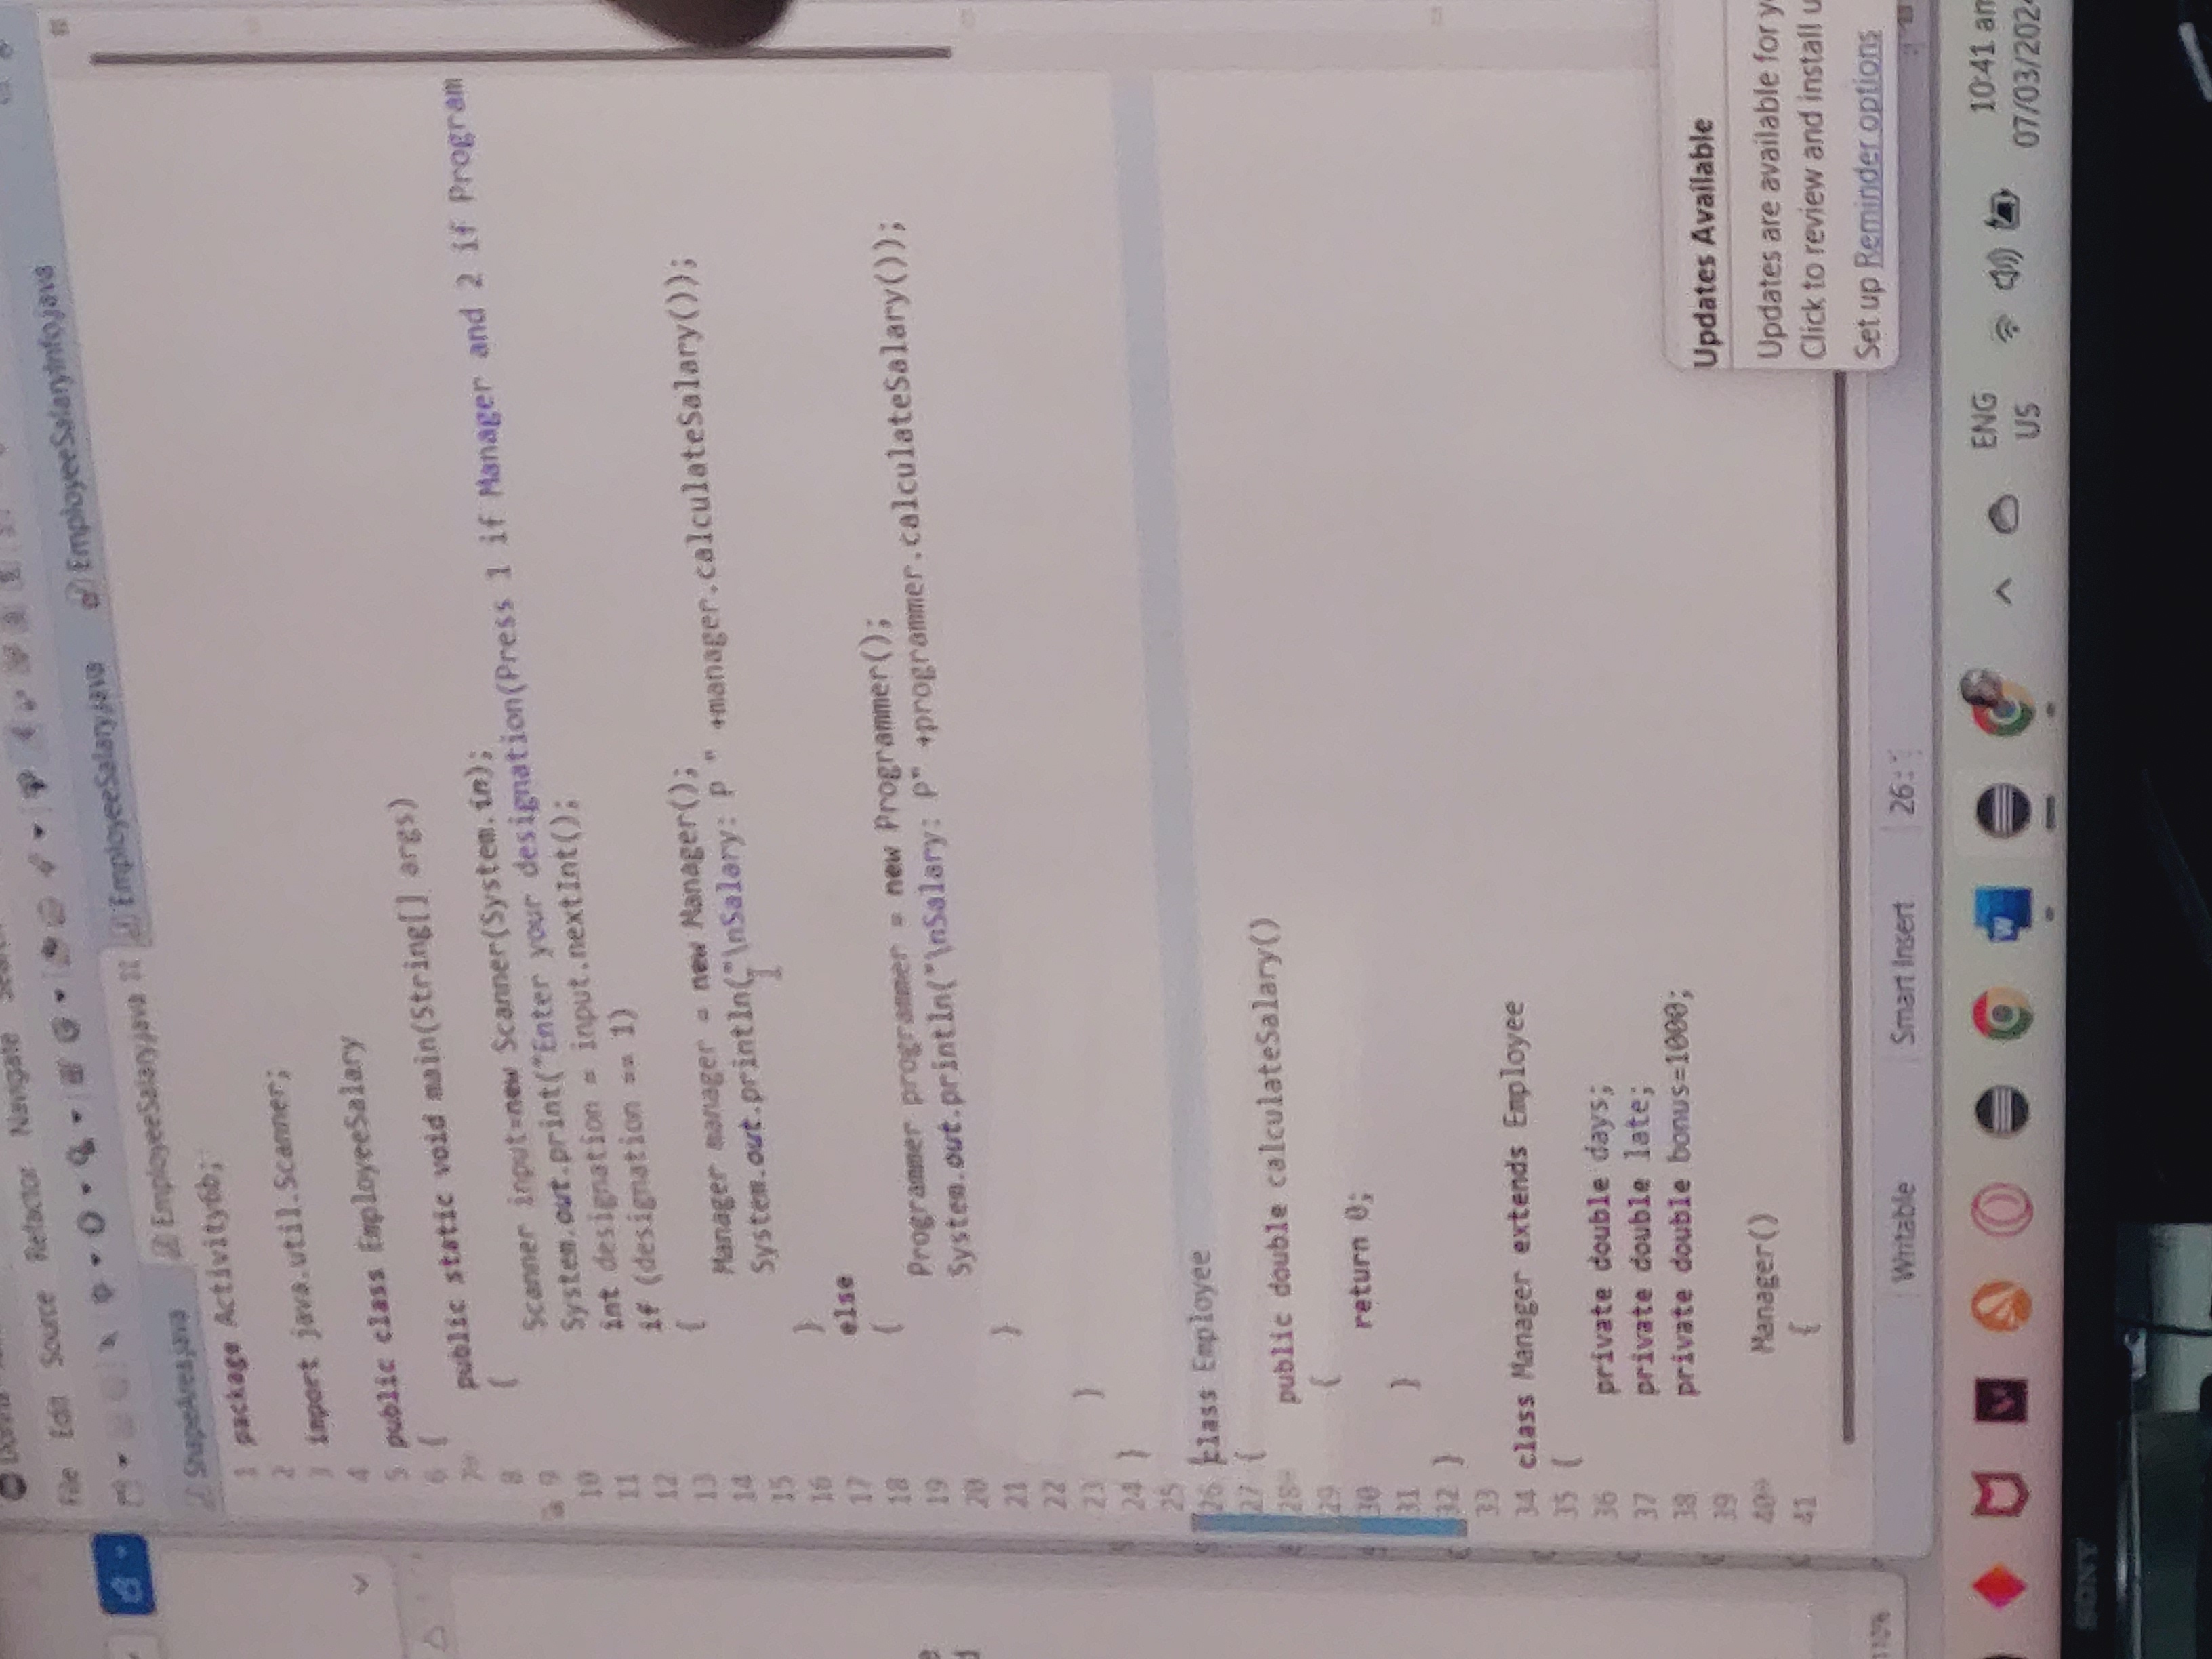 File Edit Source Refactor Navigate
ShapeArea.java EmployeeSalary.java EmployeeSalary.java EmployeeSalaryInfo.java
1 package Activity6b;
2
3 import java.util.Scanner;
4
5 public class EmployeeSalary
6 {
7 public static void main(String[] args)
8 {
9 Scanner input=new Scanner(System.in);
10 System.out.print("Enter your designation(Press 1 if Manager and 2 if Program
11 int designation = input.nextInt();
12 if (designation == 1)
13 {
14 Manager manager = new Manager();
15 System.out.println("\nSalary: P " +manager.calculateSalary());
16 }
17 else
18 {
19 Programmer programmer = new Programmer();
20 System.out.println("\nSalary: P" +programmer.calculateSalary());
21 }
22
23 }
24 }
25
26 class Employee
27 {
28 public double calculateSalary()
29 {
30 return 0;
31 }
32 }
33
34 class Manager extends Employee
35 {
36 private double days;
37 private double late;
38 private double bonus=1000;
39
40 Manager()
41 {
Updates Available
Updates are available for y
Click to review and install u
Set up Reminder options
110%
Writable Smart Insert 26 :
ENG
US
10:41 am
07/03/202
SONY